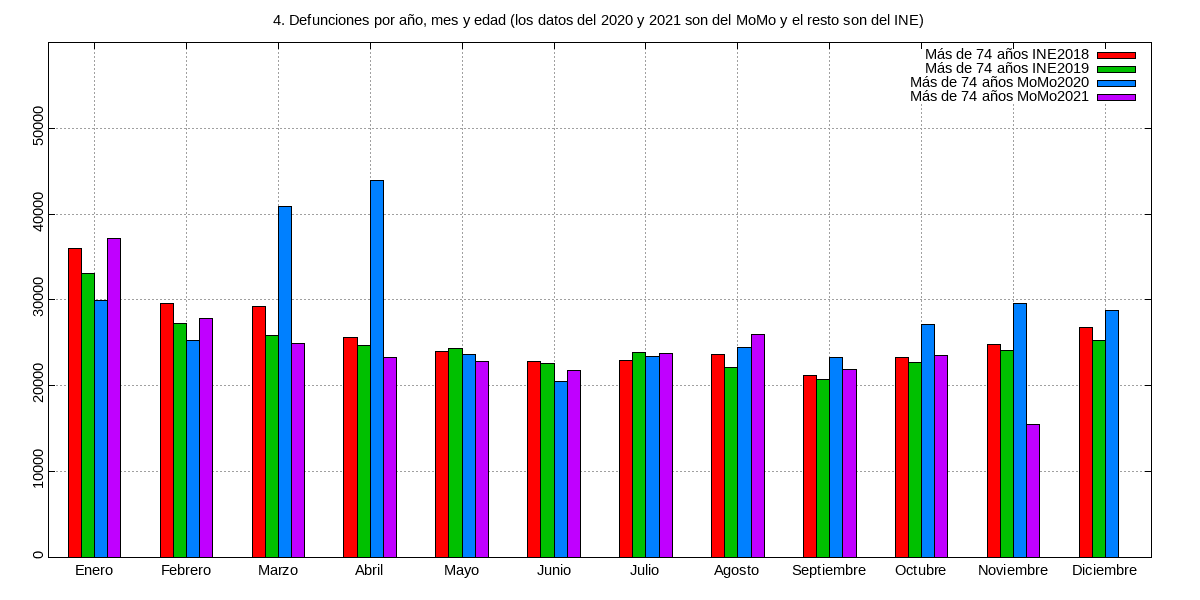 4. Defunciones por año, mes y edad (los datos del 2020 y 2021 son del MoMo y el resto son del INE)
Más de 74 años INE2018
Más de 74 años INE2019
Más de 74 años MoMo2020
Más de 74 años MoMo2021
50000
40000
30000
20000
10000
0
Enero Febrero Marzo Abril Mayo Junio Julio Agosto Septiembre Octubre Noviembre Diciembre